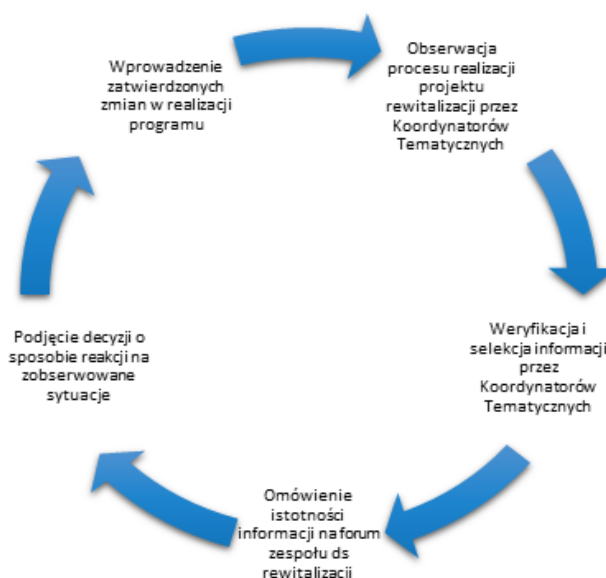 Wprowadzenie
zatwierdzonych
zmian w realizacji
programu
Obserwacja
procesu realizacji
projektu
rewitalizacji przez
Koordynatorów
Tematycznych
Weryfikacja i
selekcja informacji
przez
Koordynatorów
Tematycznych
Omówienie
istotności
informacji na forum
zespołu ds
rewitalizacji
Podjęcie decyzji o
sposobie reakcji na
zobserwowane
sytuacje